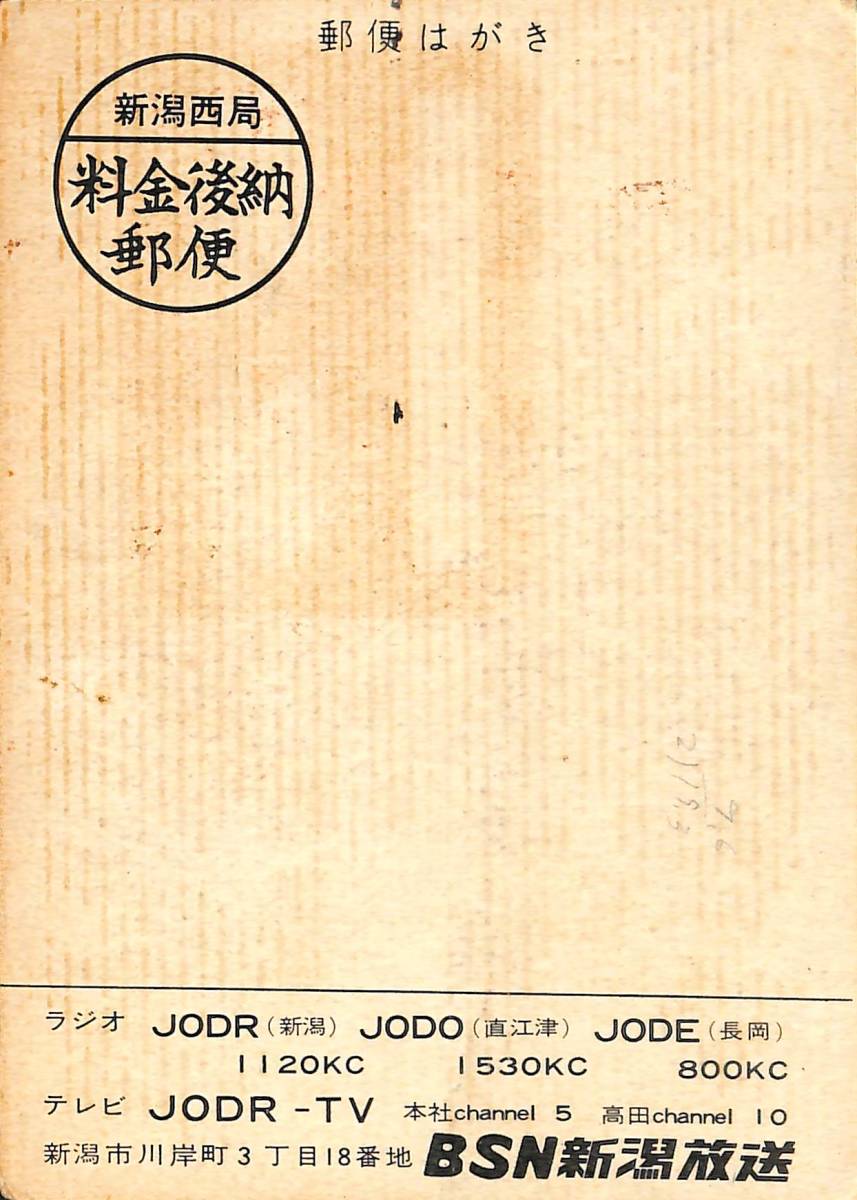 郵便はがき
新潟西局
料金後納
郵便
ラジオ JODR(新潟) JODO(直江津) JODE(長岡)
1120KC 1530KC 800KC
テレビ JODR-TV 本社channel 5 高田channel 10
新潟市川岸町3丁目18番地 BSN新潟放送